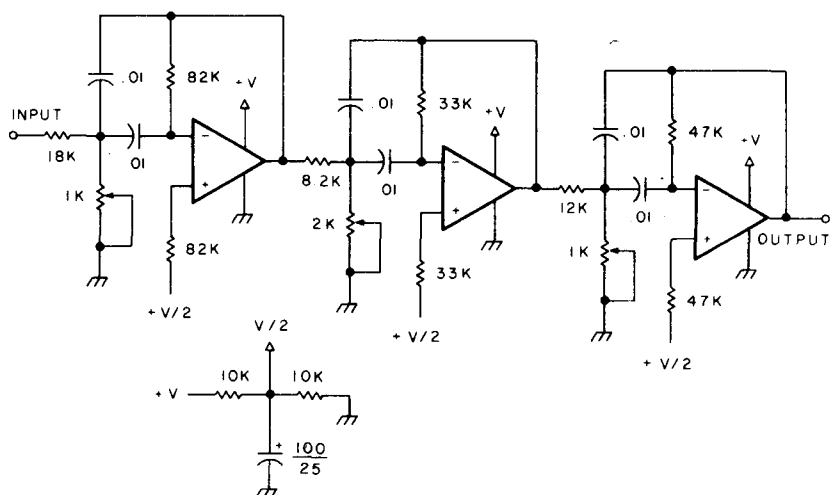 INPUT
18K
1K
.01
01
82K
82K
+V/2
+V
−
+
8.2K
2K
.01
01
33K
33K
+V/2
+V
−
+
12K
1K
.01
01
47K
47K
+V/2
+V
−
+
OUTPUT
V/2
+V
10K
10K
+
100
25